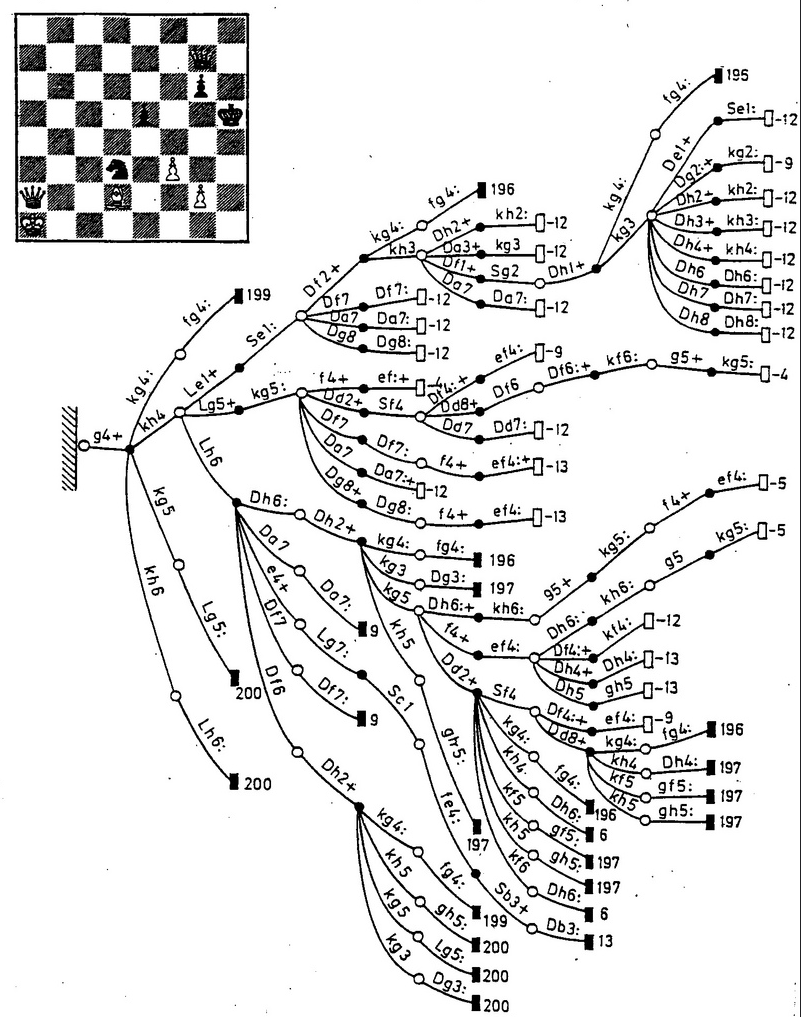 fg4: 195
Se1: -12
De1+
kg2: -9
Dg2:+
kg4:
kh2: -12
Dh2+
kh3: -12
Dh3+
kg3
kh4: -12
Dh4+
Dh6: -12
Dh6
Dh7: -12
Dh7
Dh8: -12
Dh8
fg4: 196
kg4:
Dh2+ kh2: -12
kh3 Da3+ kg3 -12
Df1+ Sg2 Dh1+
Da7 Da7: -12
Df2+
Df7 Df7: -12
Da7 Da7: -12
Dg8 Dg8: -12
fg4: 199
kg4:
Se1:
Le1+
kh4
g4+
Lg5+ kg5:
f4+ ef:+ -4
Dd2+ Sf4
Df4:+ ef4: -9
Dd8+ Df6 Df6:+ kf6: g5+ kg5: -4
Dd7 Dd7: -12
Df7 Df7: f4+ ef4:+ -13
Da7 Da7:+ -12
Dg8+ Dg8: f4+ ef4: -13
Lh6
kg5
Lg5: 200
kh6
Lh6: 200
Dh6: Dh2+
kg4: fg4: 196
kg3 Dg3: 197
kg5
Dh6:+ kh6: g5+ kg5: f4+ ef4: -5
f4+ ef4:
Dh6: kh6: g5 kg5: -5
Df4:+ kf4: -12
Dh4+ Dh4: -13
Dh5 gh5 -13
Dd2+
Sf4
Df4:+ ef4: -9
Dd8+
kg4: fg4: 196
kh4 Dh4: 197
kf5 gf5: 197
kh5 gh5: 197
kg4: fg4: 196
kh4 Dh6: 6
kf5 gf5: 197
kh5 gh5: 197
kf6 Dh6: 6
kh5 gh5: 197
Da7 Da7: 9
e4+ Lg7: Sc1 fe4: Sb3+ Db3: 13
Df7 Df7: 9
Df6 Dh2+
kg4: fg4: 199
kh5 gh5: 200
kg5 Lg5: 200
kg3 Dg3: 200